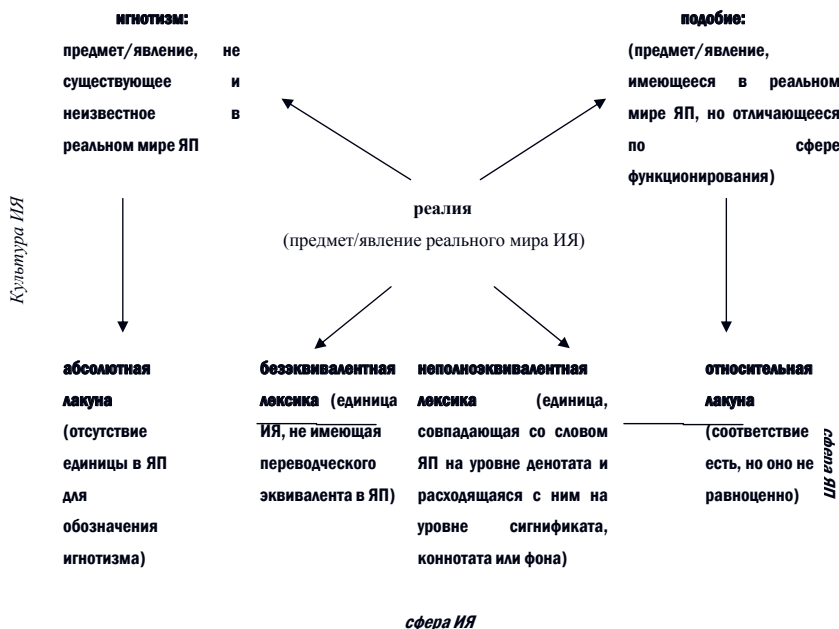 игнотизм:
предмет/явление, не
существующее и
неизвестное в
реальном мире ЯП
подобие:
(предмет/явление,
имеющееся в реальном
мире ЯП, но отличающееся
по сфере
функционирования)
Культура ИЯ
реалия
(предмет/явление реального мира ИЯ)
абсолютная
лакуна
(отсутствие
единицы в ЯП
для
обозначения
игнотизма)
безэквивалентная
лексика (единица
ИЯ, не имеющая
переводческого
эквивалента в ЯП)
неполноэквивалентная
лексика (единица,
совпадающая со словом
ЯП на уровне денотата и
расходящаяся с ним на
уровне сигнификата,
коннотата или фона)
относительная
лакуна
(соответствие
есть, но оно не
равноценно)
сфера ЯП
сфера ИЯ